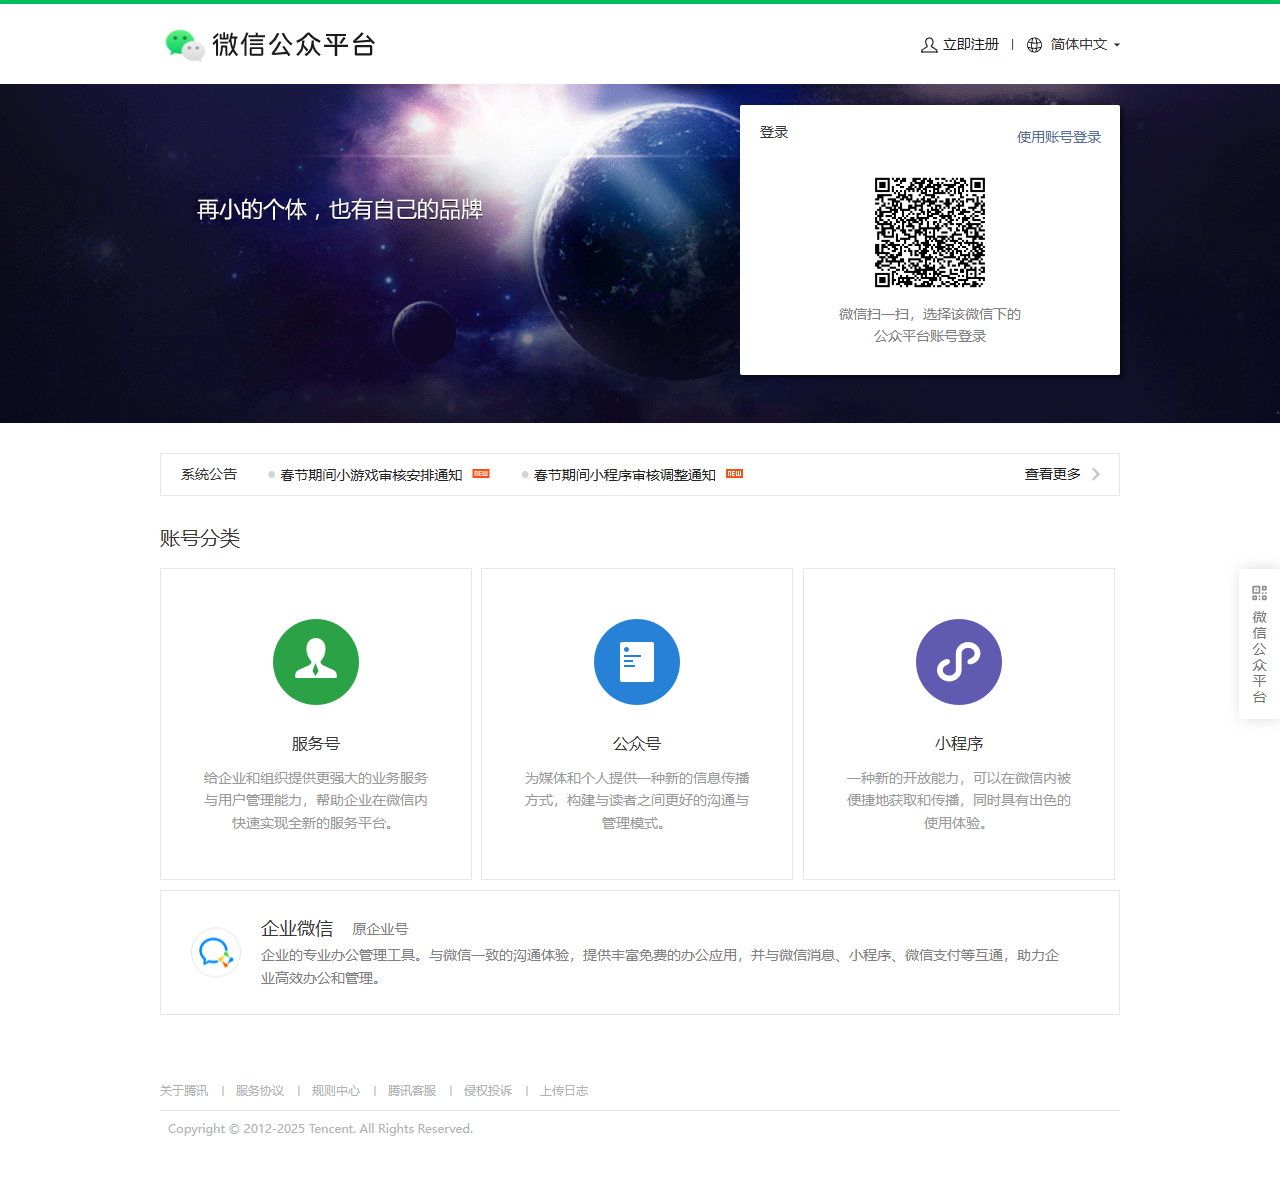 微信公众平台
立即注册
简体中文
登录
使用账号登录
再小的个体，也有自己的品牌
微信扫一扫，选择该微信下的
公众平台账号登录
系统公告
春节期间小游戏审核安排通知 NEW
春节期间小程序审核调整通知 NEW
查看更多
账号分类
服务号
给企业和组织提供更强大的业务服务
与用户管理能力，帮助企业在微信内
快速实现全新的服务平台。
公众号
为媒体和个人提供一种新的信息传播
方式，构建与读者之间更好的沟通与
管理模式。
小程序
一种新的开放能力，可以在微信内被
便捷地获取和传播，同时具有出色的
使用体验。
微信公众平台
企业微信 原企业号
企业的专业办公管理工具。与微信一致的沟通体验，提供丰富免费的办公应用，并与微信消息、小程序、微信支付等互通，助力企
业高效办公和管理。
关于腾讯 | 服务协议 | 规则中心 | 腾讯客服 | 侵权投诉 | 上传日志
Copyright © 2012-2025 Tencent. All Rights Reserved.